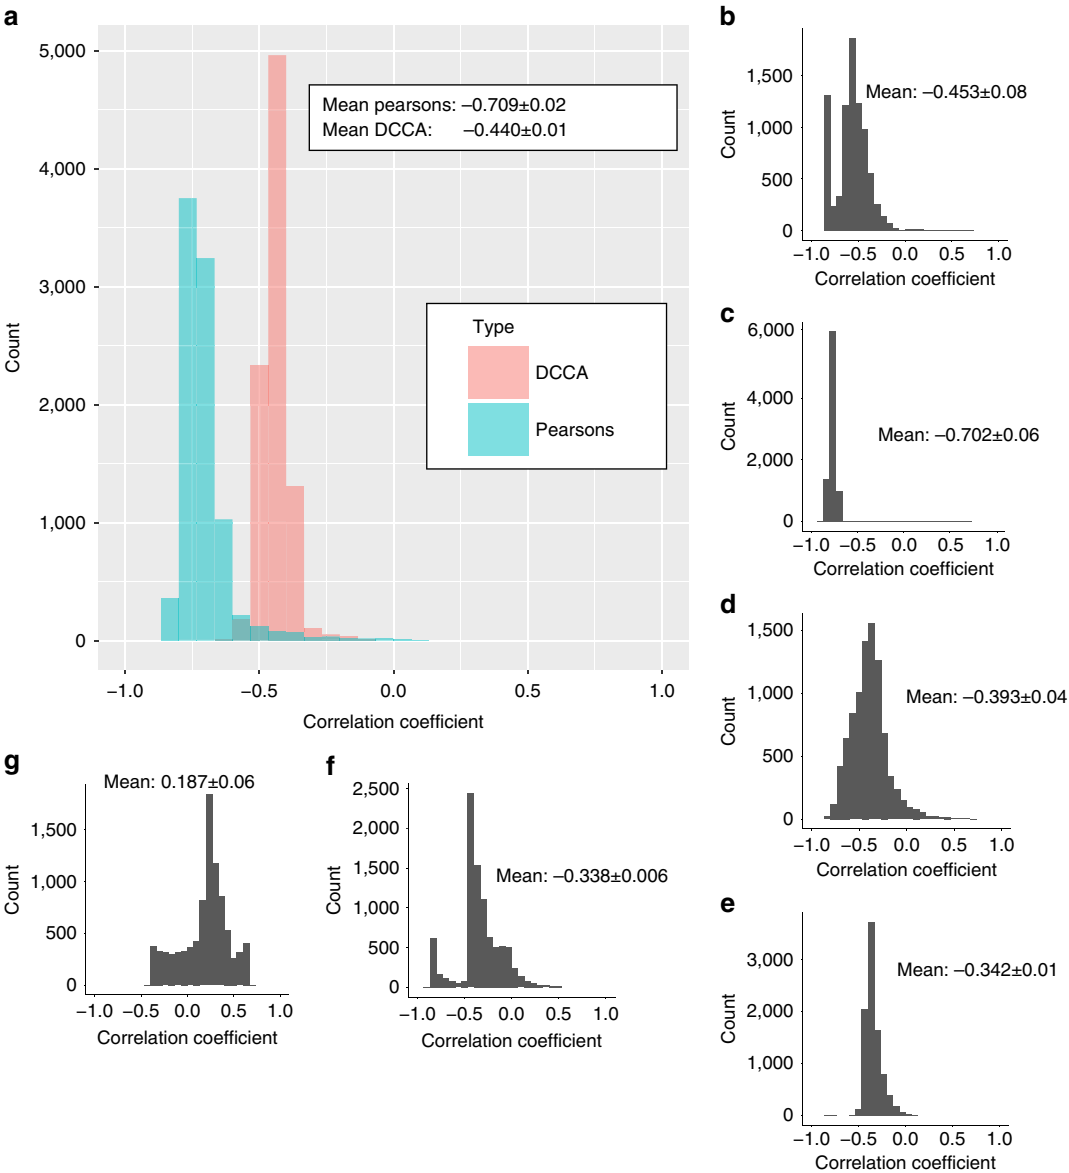 a
5,000
4,000
3,000
2,000
1,000
0
Count
Mean pearsons: −0.709±0.02
Mean DCCA: −0.440±0.01
Type
DCCA
Pearsons
−1.0 −0.5 0.0 0.5 1.0
Correlation coefficient
b
1,500
1,000
500
0
Count
Mean: −0.453±0.08
−1.0 −0.5 0.0 0.5 1.0
Correlation coefficient
c
6,000
4,000
2,000
0
Count
Mean: −0.702±0.06
−1.0 −0.5 0.0 0.5 1.0
Correlation coefficient
d
1,500
1,000
500
0
Count
Mean: −0.393±0.04
−1.0 −0.5 0.0 0.5 1.0
Correlation coefficient
g
Mean: 0.187±0.06
1,500
1,000
500
0
Count
−1.0 −0.5 0.0 0.5 1.0
Correlation coefficient
f
2,500
2,000
1,500
1,000
500
0
Count
Mean: −0.338±0.006
−1.0 −0.5 0.0 0.5 1.0
Correlation coefficient
e
3,000
2,000
1,000
0
Count
Mean: −0.342±0.01
−1.0 −0.5 0.0 0.5 1.0
Correlation coefficient